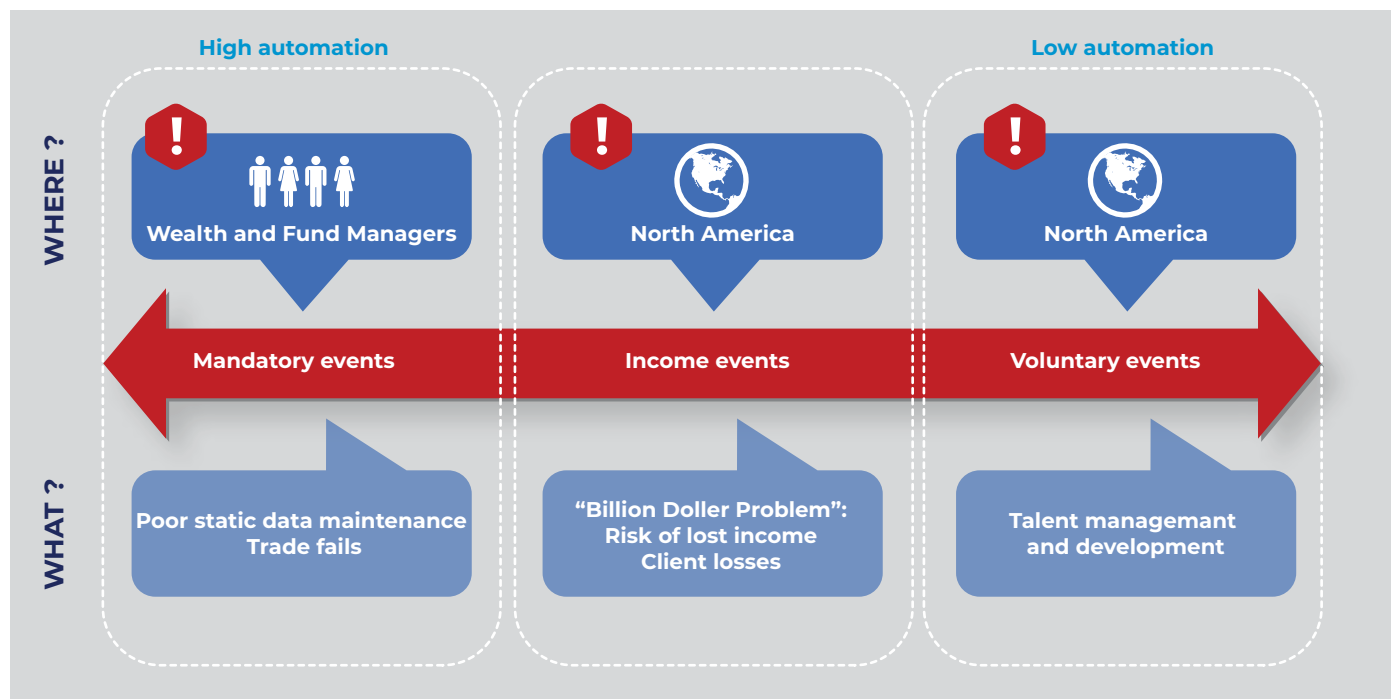 High automation
Low automation
WHERE ?
!
!
!
Wealth and Fund Managers
North America
North America
Mandatory events
Income events
Voluntary events
WHAT ?
Poor static data maintenance
Trade fails
“Billion Doller Problem”:
Risk of lost income
Client losses
Talent managemant
and development